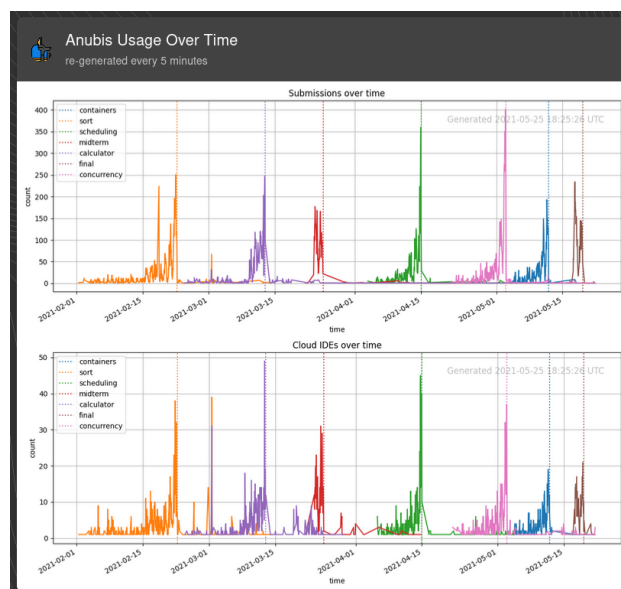 Anubis Usage Over Time
re-generated every 5 minutes
Submissions over time
Generated 2021-05-25 18:25:26 UTC
containers
sort
scheduling
midterm
calculator
final
concurrency
count
400
350
300
250
200
150
100
50
0
2021-02-01
2021-02-15
2021-03-01
2021-03-15
2021-04-01
2021-04-15
2021-05-01
2021-05-15
time
Cloud IDEs over time
Generated 2021-05-25 18:25:26 UTC
containers
sort
scheduling
midterm
calculator
final
concurrency
count
50
40
30
20
10
0
2021-02-01
2021-02-15
2021-03-01
2021-03-15
2021-04-01
2021-04-15
2021-05-01
2021-05-15
time